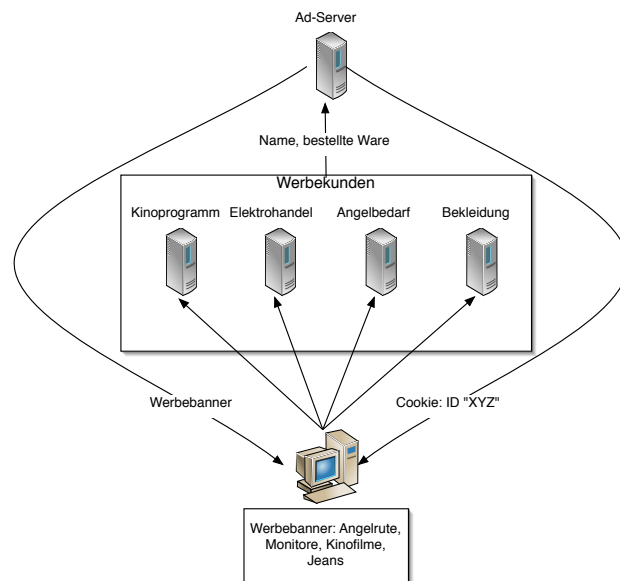 Ad-Server
Name, bestellte Ware
Werbekunden
Kinoprogramm
Elektrohandel
Angelbedarf
Bekleidung
Werbebanner
Cookie: ID "XYZ"
Werbebanner: Angelrute,
Monitore, Kinofilme,
Jeans